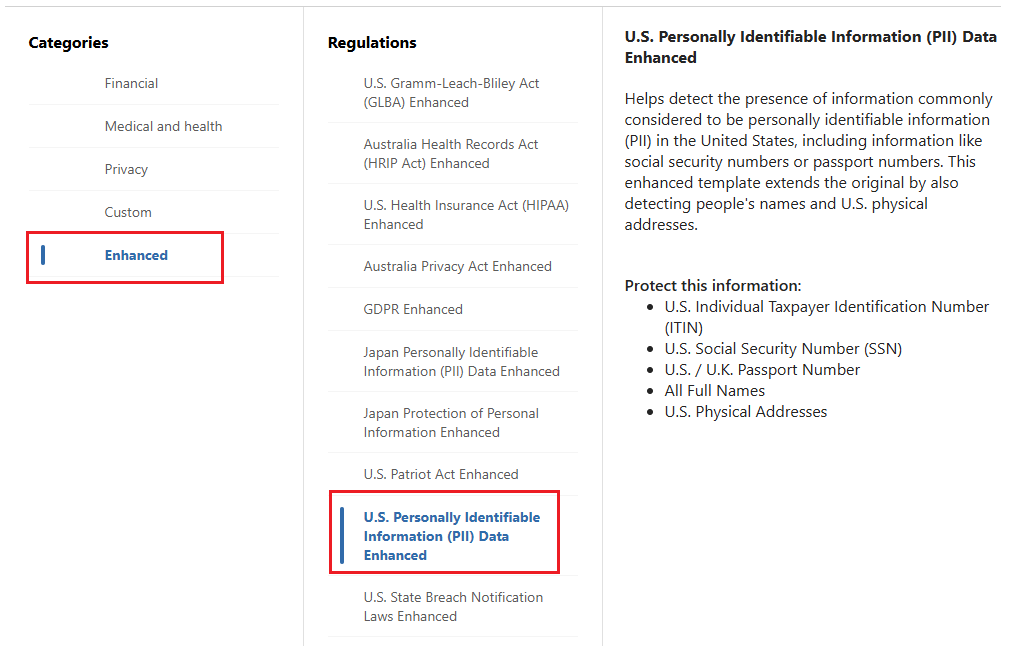 Categories
Financial
Medical and health
Privacy
Custom
Enhanced
Regulations
U.S. Gramm-Leach-Bliley Act
(GLBA) Enhanced
Australia Health Records Act
(HRIP Act) Enhanced
U.S. Health Insurance Act (HIPAA)
Enhanced
Australia Privacy Act Enhanced
GDPR Enhanced
Japan Personally Identifiable
Information (PII) Data Enhanced
Japan Protection of Personal
Information Enhanced
U.S. Patriot Act Enhanced
U.S. Personally Identifiable
Information (PII) Data
Enhanced
U.S. State Breach Notification
Laws Enhanced
U.S. Personally Identifiable Information (PII) Data
Enhanced
Helps detect the presence of information commonly
considered to be personally identifiable information
(PII) in the United States, including information like
social security numbers or passport numbers. This
enhanced template extends the original by also
detecting people's names and U.S. physical
addresses.
Protect this information:
• U.S. Individual Taxpayer Identification Number
(ITIN)
• U.S. Social Security Number (SSN)
• U.S. / U.K. Passport Number
• All Full Names
• U.S. Physical Addresses